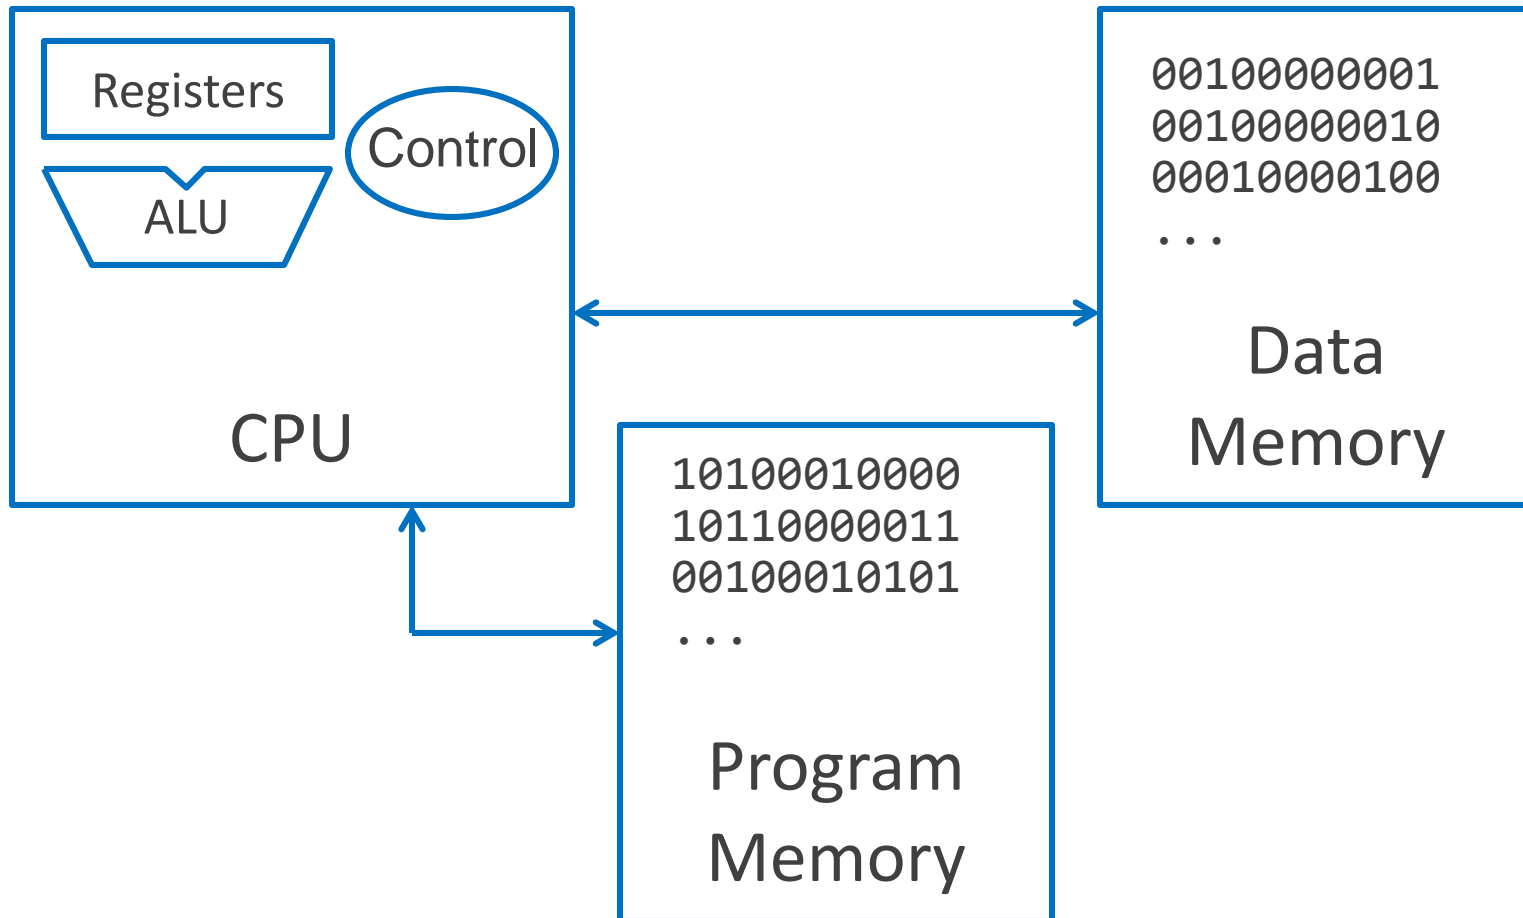 Registers
Control
ALU
CPU
00100000001
00100000010
00010000100
...
Data
Memory
10100010000
10110000011
00100010101
...
Program
Memory